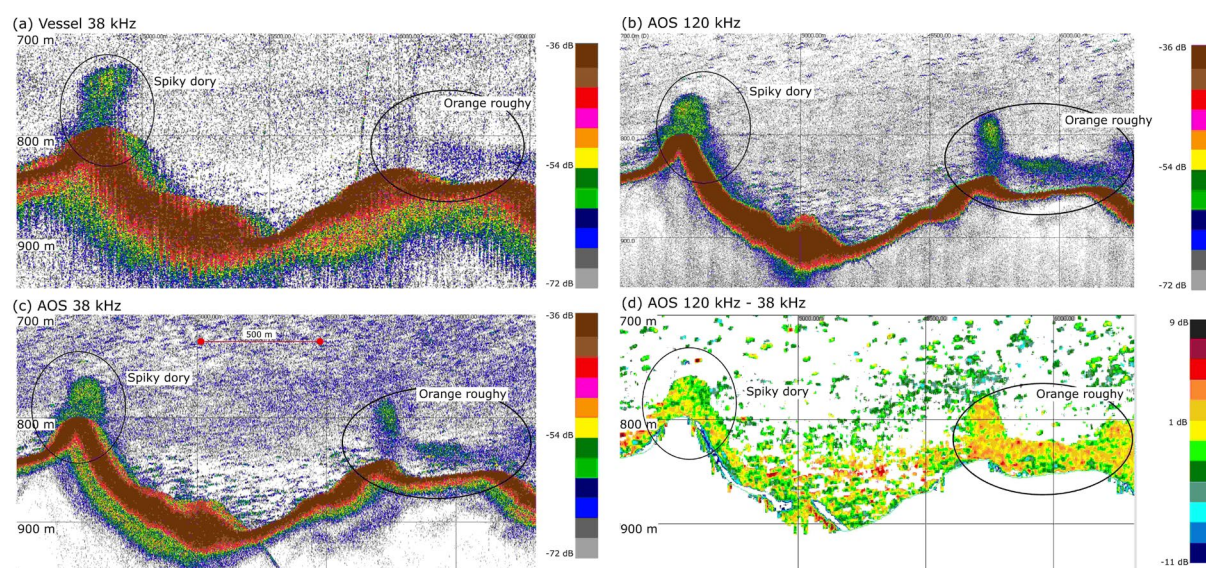 (a) Vessel 38 kHz
700 m
Spiky dory
Orange roughy
800 m
900 m
-36 dB
-54 dB
-72 dB
(b) AOS 120 kHz
Spiky dory
Orange roughy
-36 dB
-54 dB
-72 dB
(c) AOS 38 kHz
700 m
500 m
Spiky dory
Orange roughy
800 m
900 m
-36 dB
-54 dB
-72 dB
(d) AOS 120 kHz - 38 kHz
700 m
Spiky dory
Orange roughy
800 m
900 m
9 dB
1 dB
-11 dB